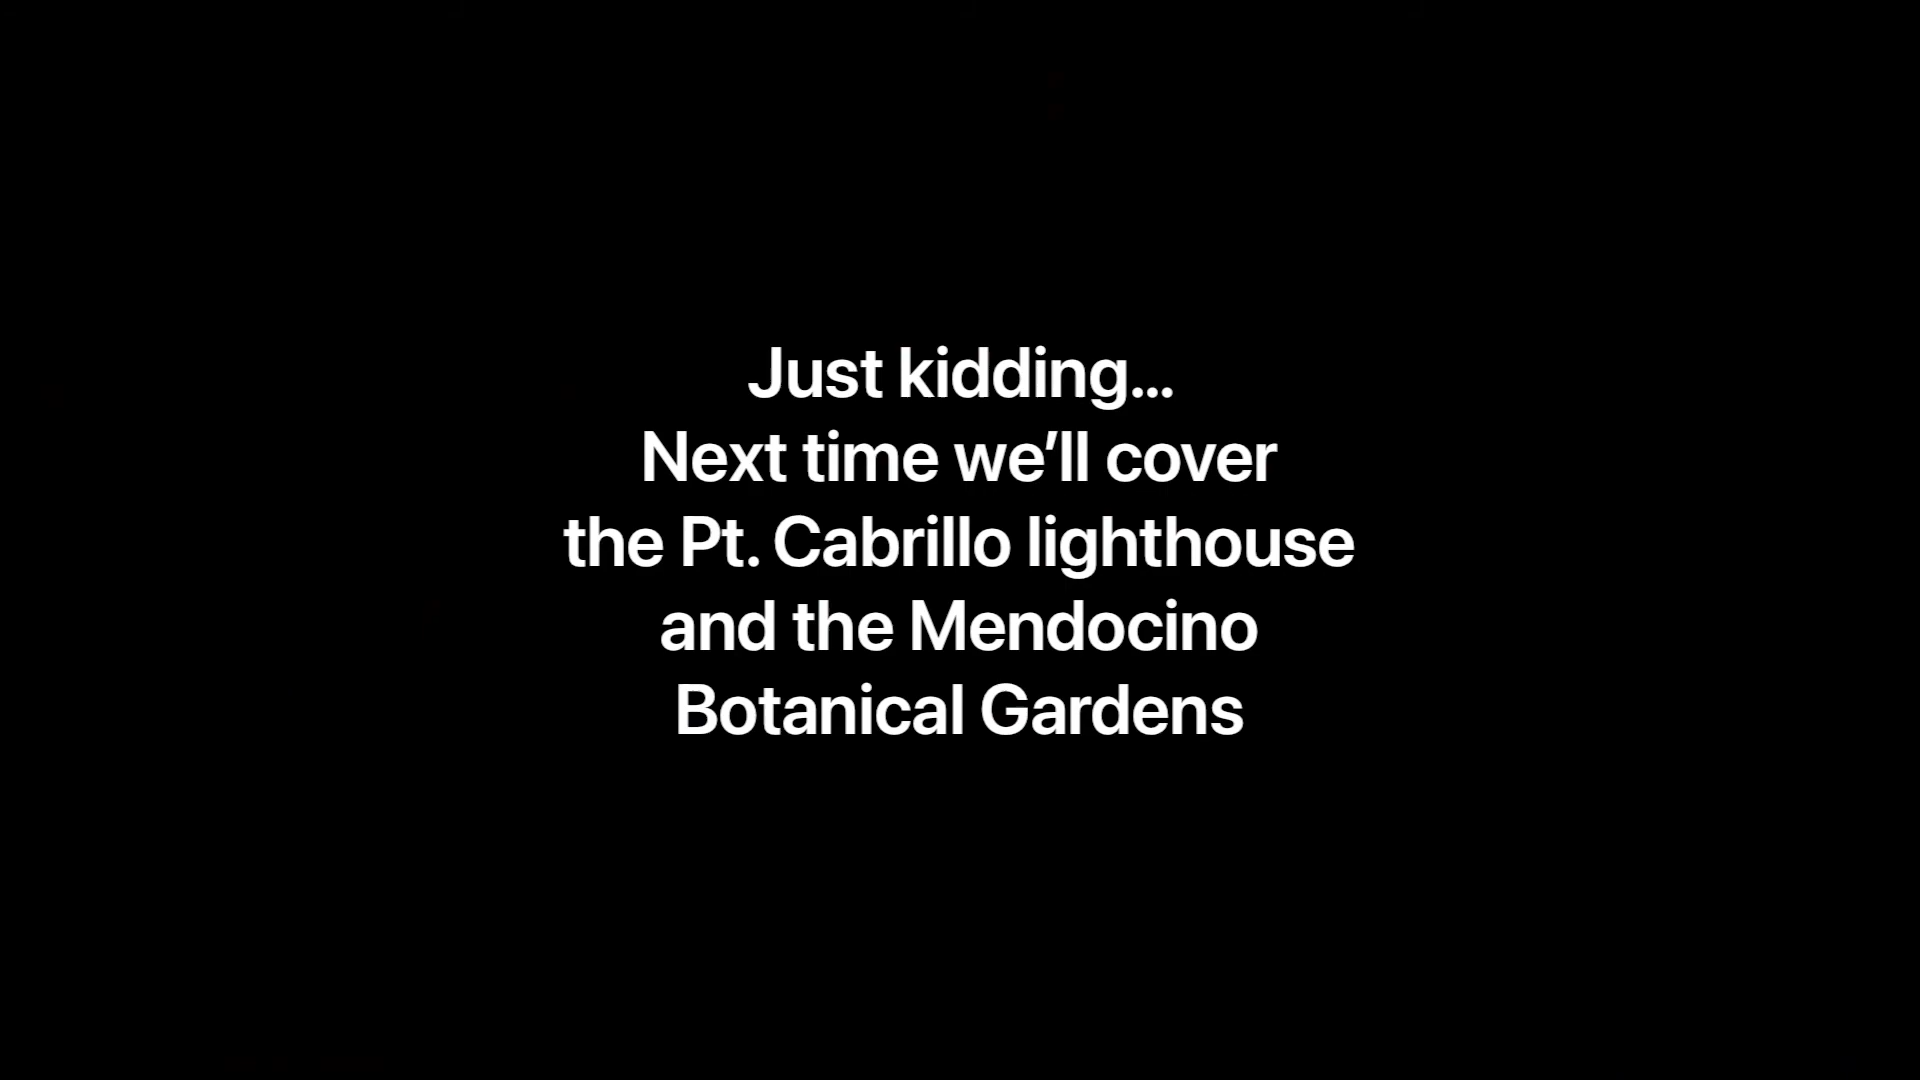 Just kidding...
Next time we’ll cover
the Pt. Cabrillo lighthouse
and the Mendocino
Botanical Gardens